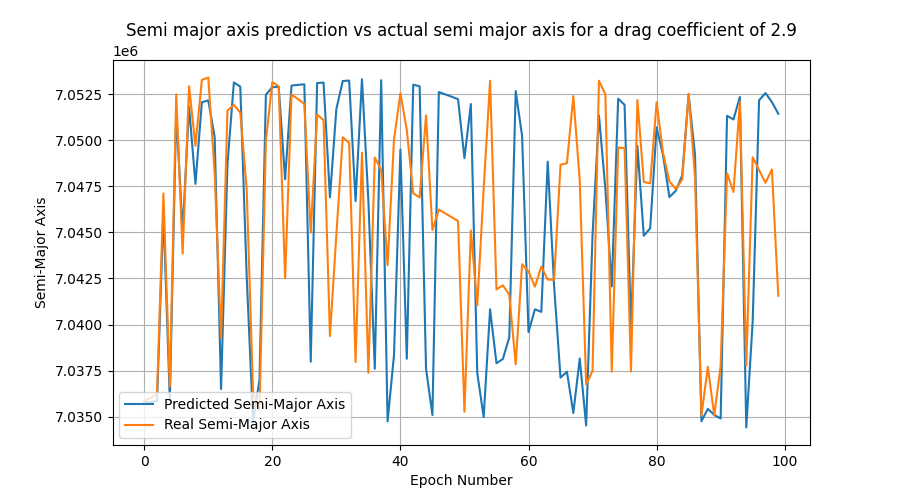 Semi major axis prediction vs actual semi major axis for a drag coefficient of 2.9
1e6
7.0525
7.0500
7.0475
7.0450
7.0425
7.0400
7.0375
7.0350
Semi-Major Axis
Predicted Semi-Major Axis
Real Semi-Major Axis
0 20 40 60 80 100
Epoch Number